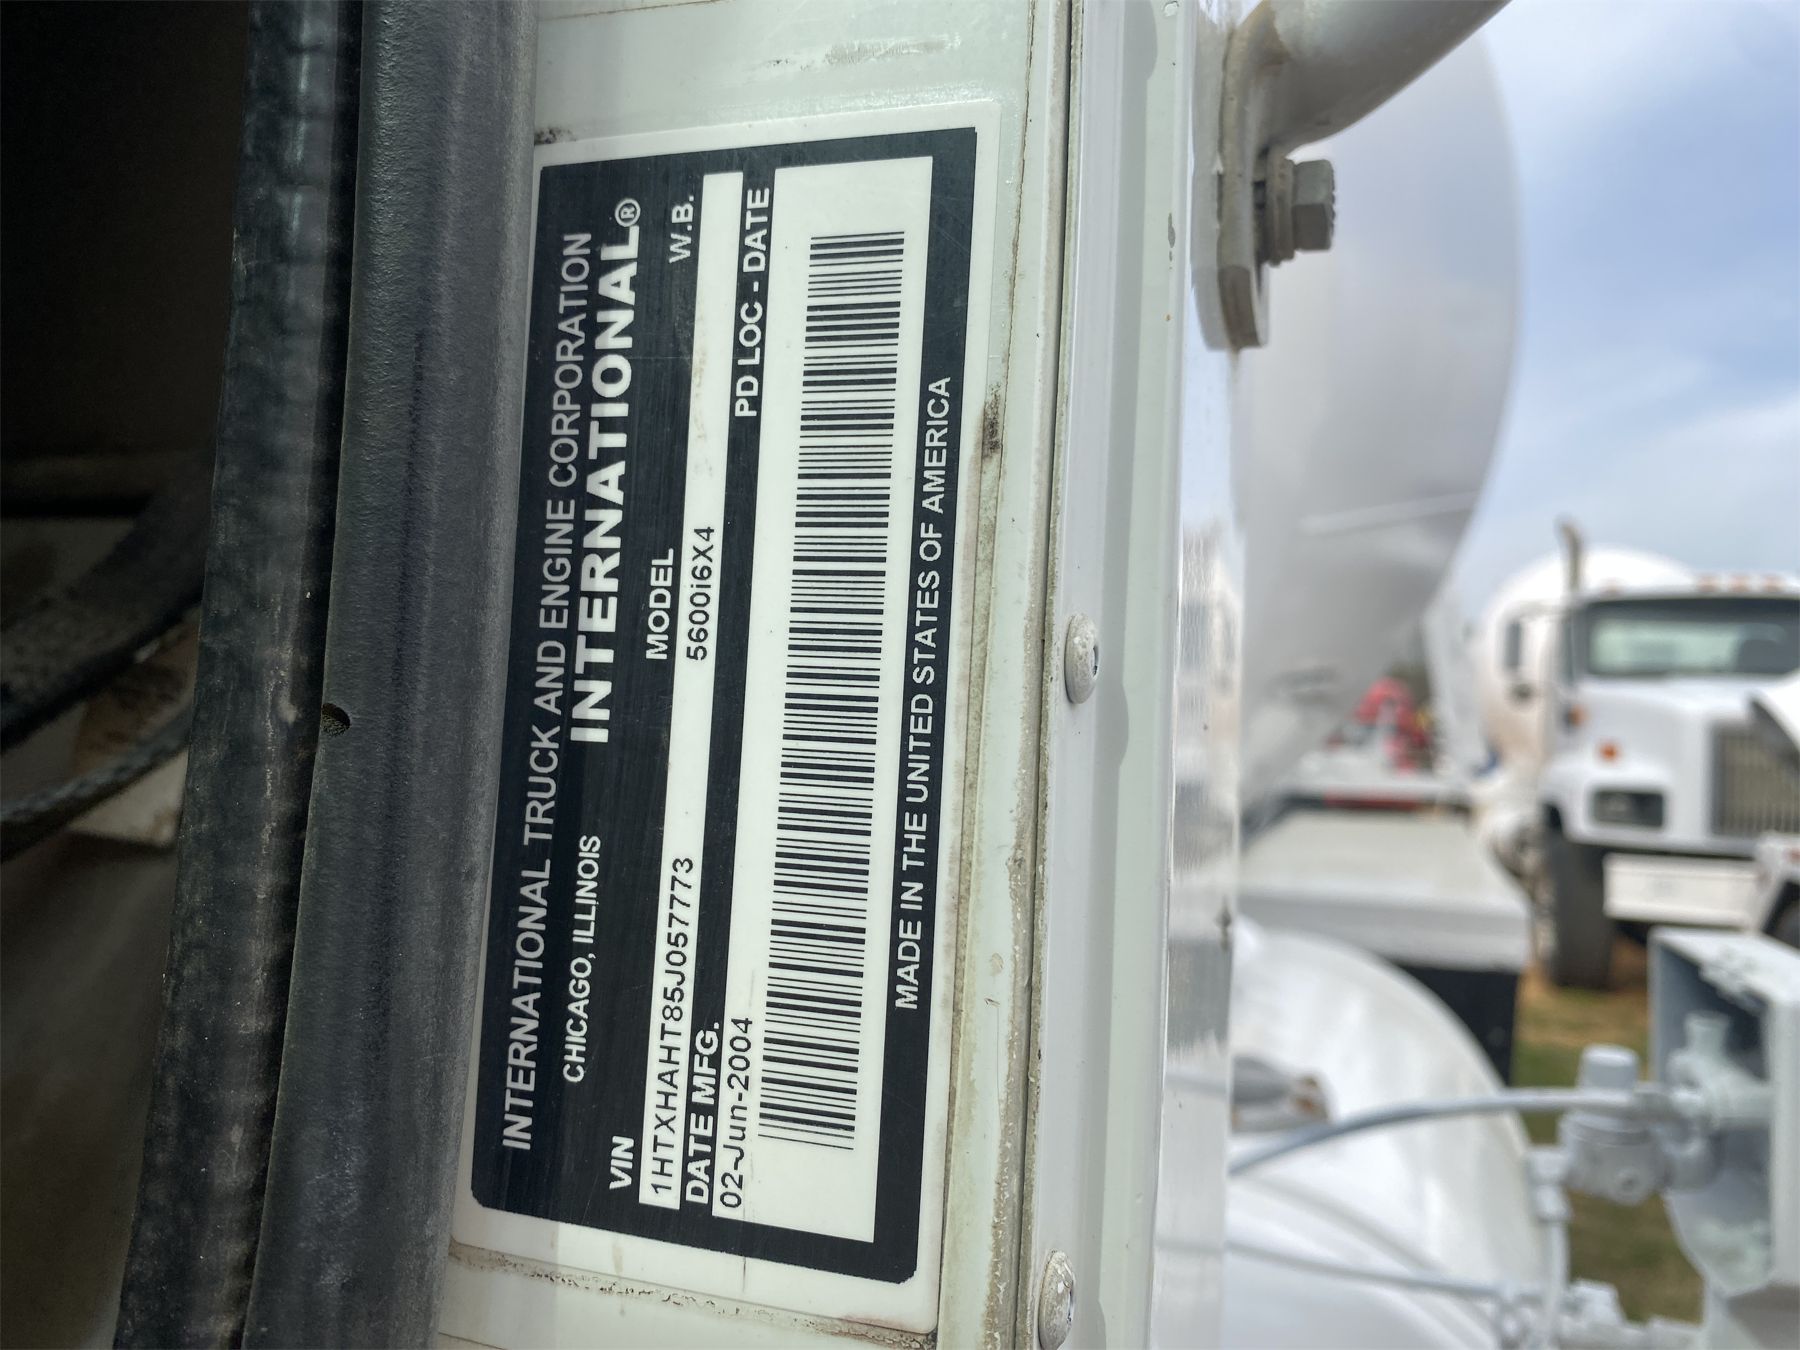 INTERNATIONAL TRUCK AND ENGINE CORPORATION
CHICAGO, ILLINOIS INTERNATIONAL®
VIN MODEL W.B.
1HTXHAHT85J057773 5600i6X4
DATE MFG. PD LOC - DATE
02-Jun-2004
MADE IN THE UNITED STATES OF AMERICA